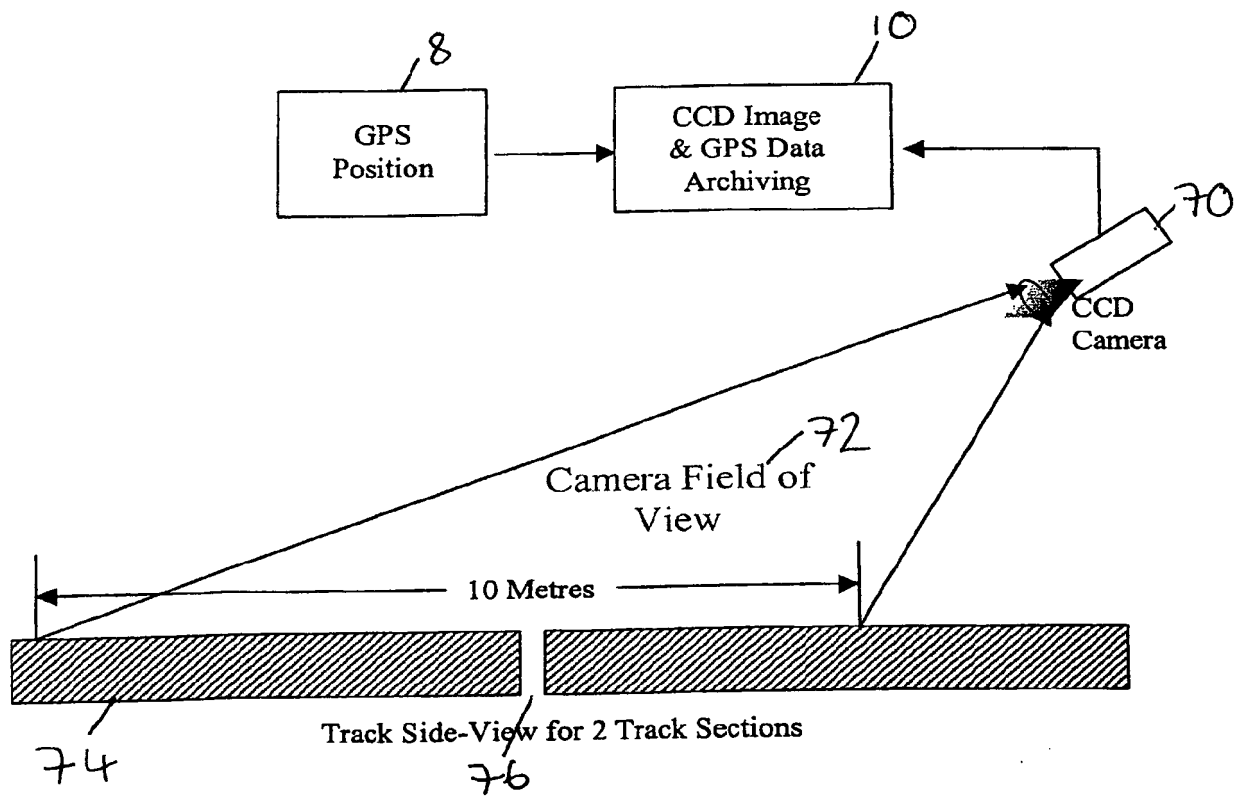 8
10
GPS
Position
CCD Image
& GPS Data
Archiving
70
CCD
Camera
72
Camera Field of
View
10 Metres
Track Side-View for 2 Track Sections
74
76